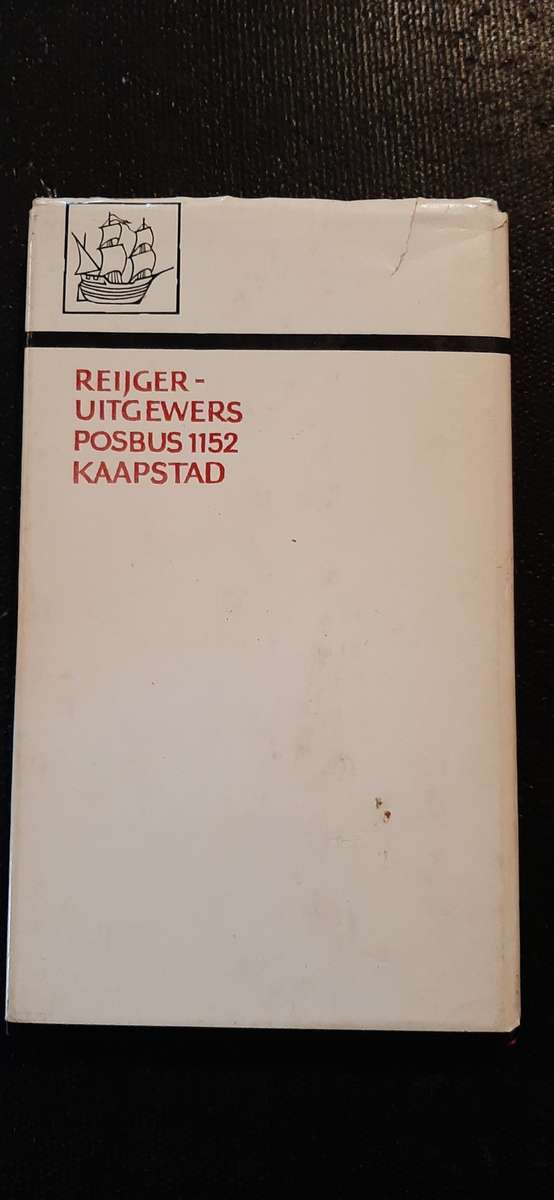 REIJGER-
UITGEWERS
POSBUS 1152
KAAPSTAD